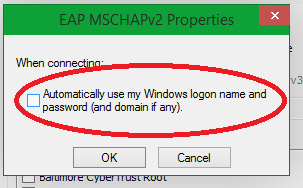 EAP MSCHAPv2 Properties
When connecting:
Automatically use my Windows logon name and
password (and domain if any).
v3
OK
Cancel
Baltimore CyberTrust Root